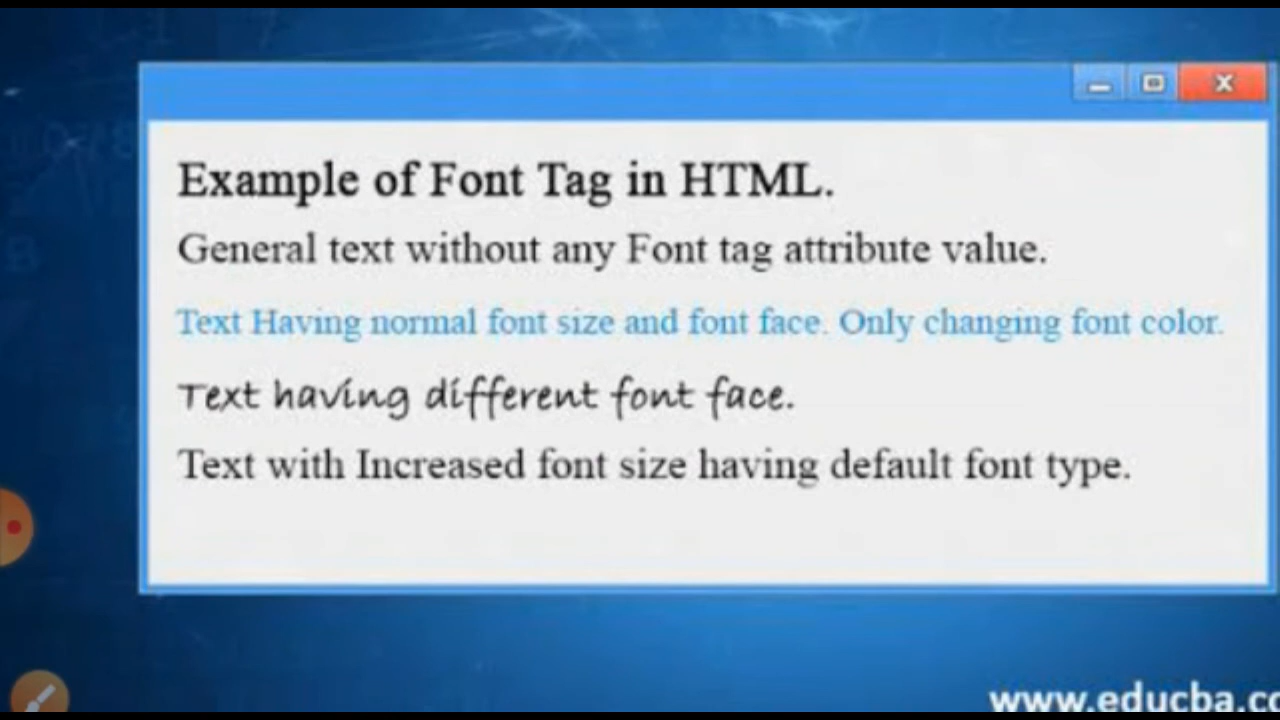 Example of Font Tag in HTML.
General text without any Font tag attribute value.
Text Having normal font size and font face. Only changing font color.
Text having different font face.
Text with Increased font size having default font type.
www.educba.co